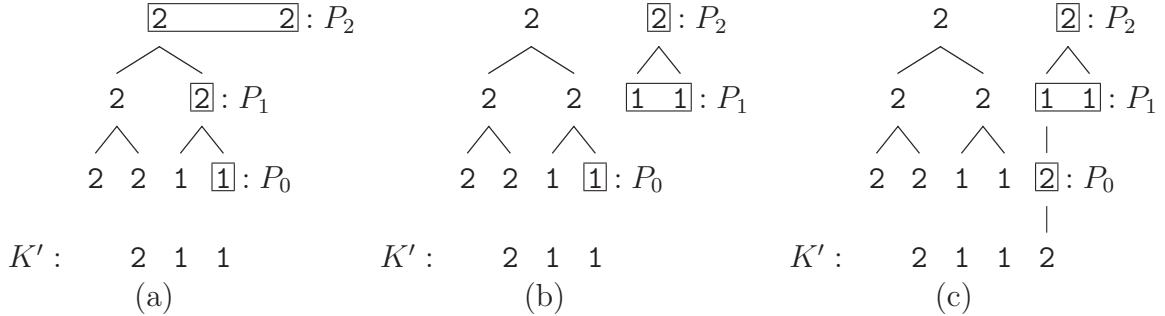 2 2 : P₂ 2 2 : P₂ 2 2 : P₂
2 2 : P₁ 2 2 1 1 : P₁ 2 2 1 1 : P₁
2 2 1 1 : P₀ 2 2 1 1 : P₀ 2 2 1 1 2 : P₀
K′ : 2 1 1 K′ : 2 1 1 K′ : 2 1 1 2
(a) (b) (c)